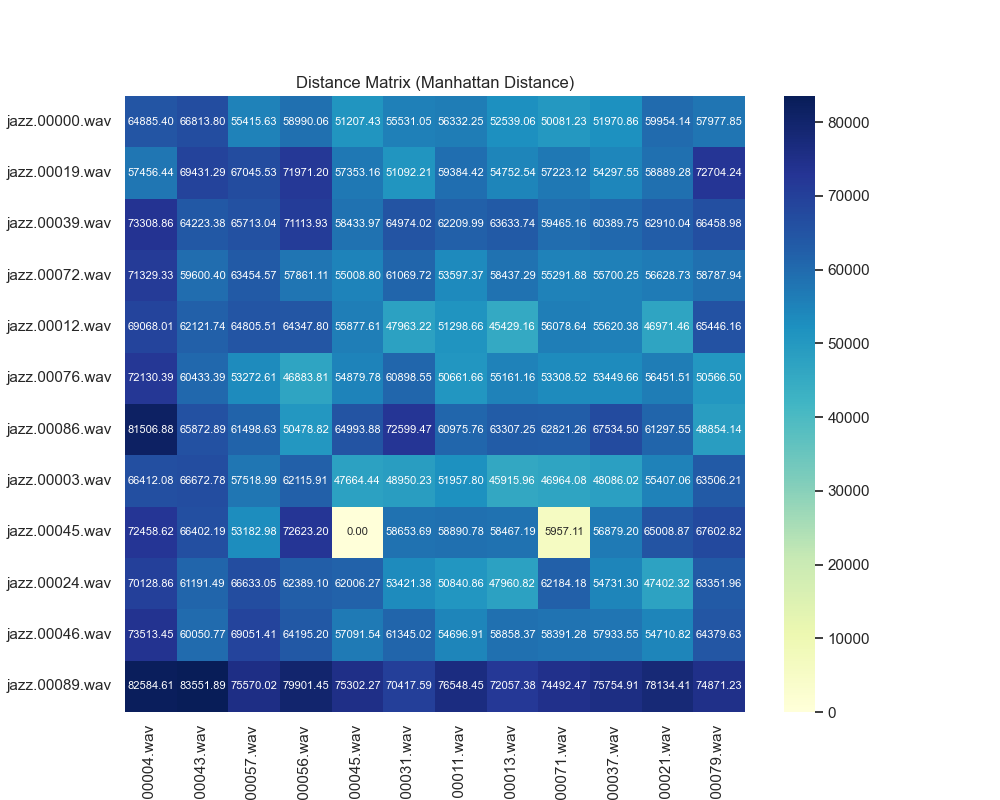 Distance Matrix (Manhattan Distance)
jazz.00000.wav 64885.40 66813.80 55415.63 58990.06 51207.43 55531.05 56332.25 52539.06 50081.23 51970.86 59954.14 57977.85
jazz.00019.wav 57456.44 69431.29 67045.53 71971.20 57353.16 51092.21 59384.42 54752.54 57223.12 54297.55 58889.28 72704.24
jazz.00039.wav 73308.86 64223.38 65713.04 71113.93 58433.97 64974.02 62209.99 63633.74 59465.16 60389.75 62910.04 66458.98
jazz.00072.wav 71329.33 59600.40 63454.57 57861.11 55008.80 61069.72 53597.37 58437.29 55291.88 55700.25 56628.73 58787.94
jazz.00012.wav 69068.01 62121.74 64805.51 64347.80 55877.61 47963.22 51298.66 45429.16 56078.64 55620.38 46971.46 65446.16
jazz.00076.wav 72130.39 60433.39 53272.61 46883.81 54879.78 60898.55 50661.66 55161.16 53308.52 53449.66 56451.51 50566.50
jazz.00086.wav 81506.88 65872.89 61498.63 50478.82 64993.88 72599.47 60975.76 63307.25 62821.26 67534.50 61297.55 48854.14
jazz.00003.wav 66412.08 66672.78 57518.99 62115.91 47664.44 48950.23 51957.80 45915.96 46964.08 48086.02 55407.06 63506.21
jazz.00045.wav 72458.62 66402.19 53182.98 72623.20 0.00 58653.69 58890.78 58467.19 5957.11 56879.20 65008.87 67602.82
jazz.00024.wav 70128.86 61191.49 66633.05 62389.10 62006.27 53421.38 50840.86 47960.82 62184.18 54731.30 47402.32 63351.96
jazz.00046.wav 73513.45 60050.77 69051.41 64195.20 57091.54 61345.02 54696.91 58858.37 58391.28 57933.55 54710.82 64379.63
jazz.00089.wav 82584.61 83551.89 75570.02 79901.45 75302.27 70417.59 76548.45 72057.38 74492.47 75754.91 78134.41 74871.23
00004.wav 00043.wav 00057.wav 00056.wav 00045.wav 00031.wav 00011.wav 00013.wav 00071.wav 00037.wav 00021.wav 00079.wav
80000
70000
60000
50000
40000
30000
20000
10000
0